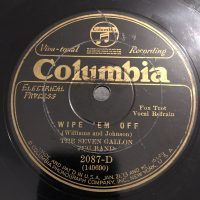 Viva-tonal Recording
Columbia
ELECTRICAL
PROCESS
Fox Trot
Vocal Refrain
WIPE 'EM OFF
(Williams and Johnson)
THE SEVEN GALLON
JUG BAND
2087-D
(149690)